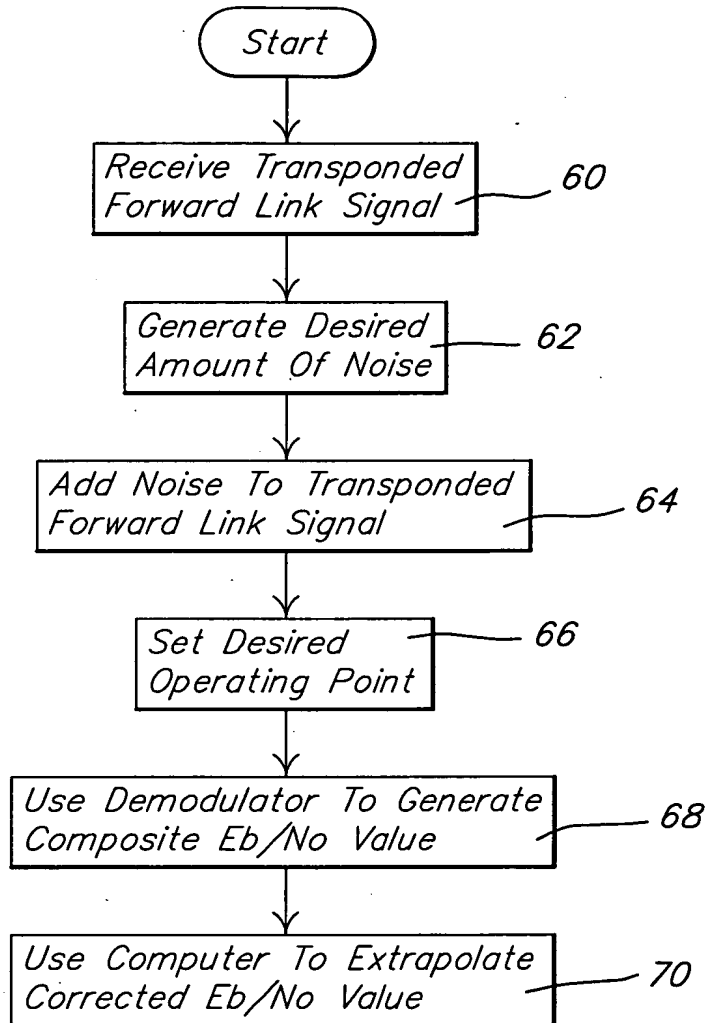 Start
Receive Transponded
Forward Link Signal
60
Generate Desired
Amount Of Noise
62
Add Noise To Transponded
Forward Link Signal
64
Set Desired
Operating Point
66
Use Demodulator To Generate
Composite Eb/No Value
68
Use Computer To Extrapolate
Corrected Eb/No Value
70